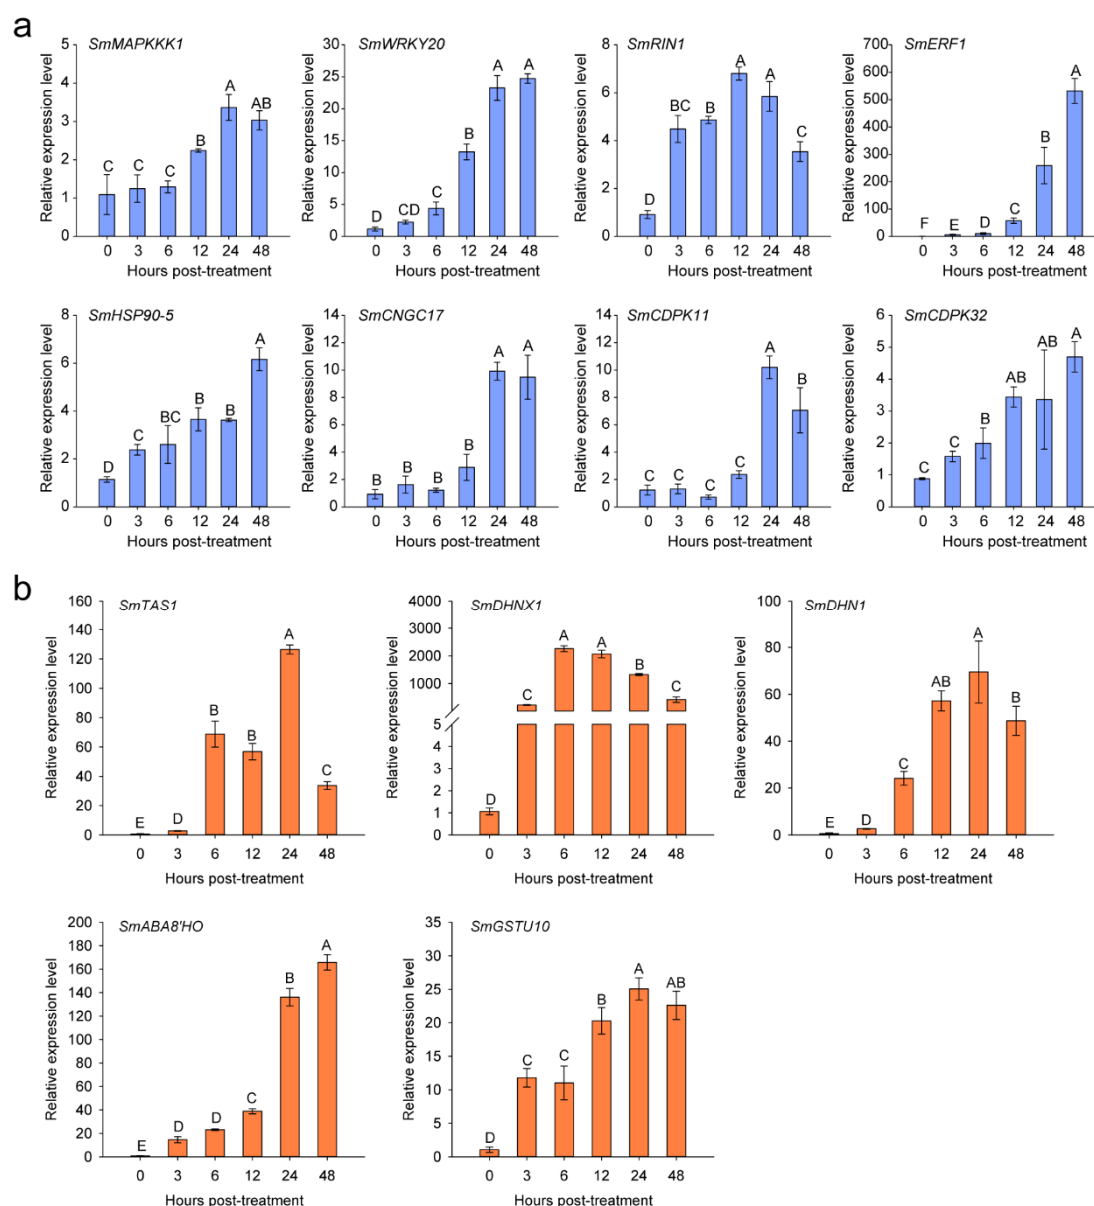 a
SmMAPKKK1
Relative expression level
5
4
3
2
1
0
C C C B A AB
0 3 6 12 24 48
Hours post-treatment
SmWRKY20
Relative expression level
30
25
20
15
10
5
0
D CD C B A A
0 3 6 12 24 48
Hours post-treatment
SmRIN1
Relative expression level
8
6
4
2
0
D BC B A A C
0 3 6 12 24 48
Hours post-treatment
SmERF1
Relative expression level
700
600
500
400
300
200
100
0
F E D C B A
0 3 6 12 24 48
Hours post-treatment
SmHSP90-5
Relative expression level
8
6
4
2
0
D C BC B B A
0 3 6 12 24 48
Hours post-treatment
SmCNGC17
Relative expression level
14
12
10
8
6
4
2
0
B B B B A A
0 3 6 12 24 48
Hours post-treatment
SmCDPK11
Relative expression level
14
12
10
8
6
4
2
0
C C C C A B
0 3 6 12 24 48
Hours post-treatment
SmCDPK32
Relative expression level
6
5
4
3
2
1
0
C C B AB AB A
0 3 6 12 24 48
Hours post-treatment
b
SmTAS1
Relative expression level
160
140
120
100
80
60
40
20
0
E D B B A C
0 3 6 12 24 48
Hours post-treatment
SmDHNX1
Relative expression level
4000
3000
2000
1000
5
4
3
2
1
0
D C A A B C
0 3 6 12 24 48
Hours post-treatment
SmDHN1
Relative expression level
100
80
60
40
20
0
E D C AB A B
0 3 6 12 24 48
Hours post-treatment
SmABA8'HO
Relative expression level
200
180
160
140
120
100
80
60
40
20
0
E D D C B A
0 3 6 12 24 48
Hours post-treatment
SmGSTU10
Relative expression level
35
30
25
20
15
10
5
0
D C C B A AB
0 3 6 12 24 48
Hours post-treatment